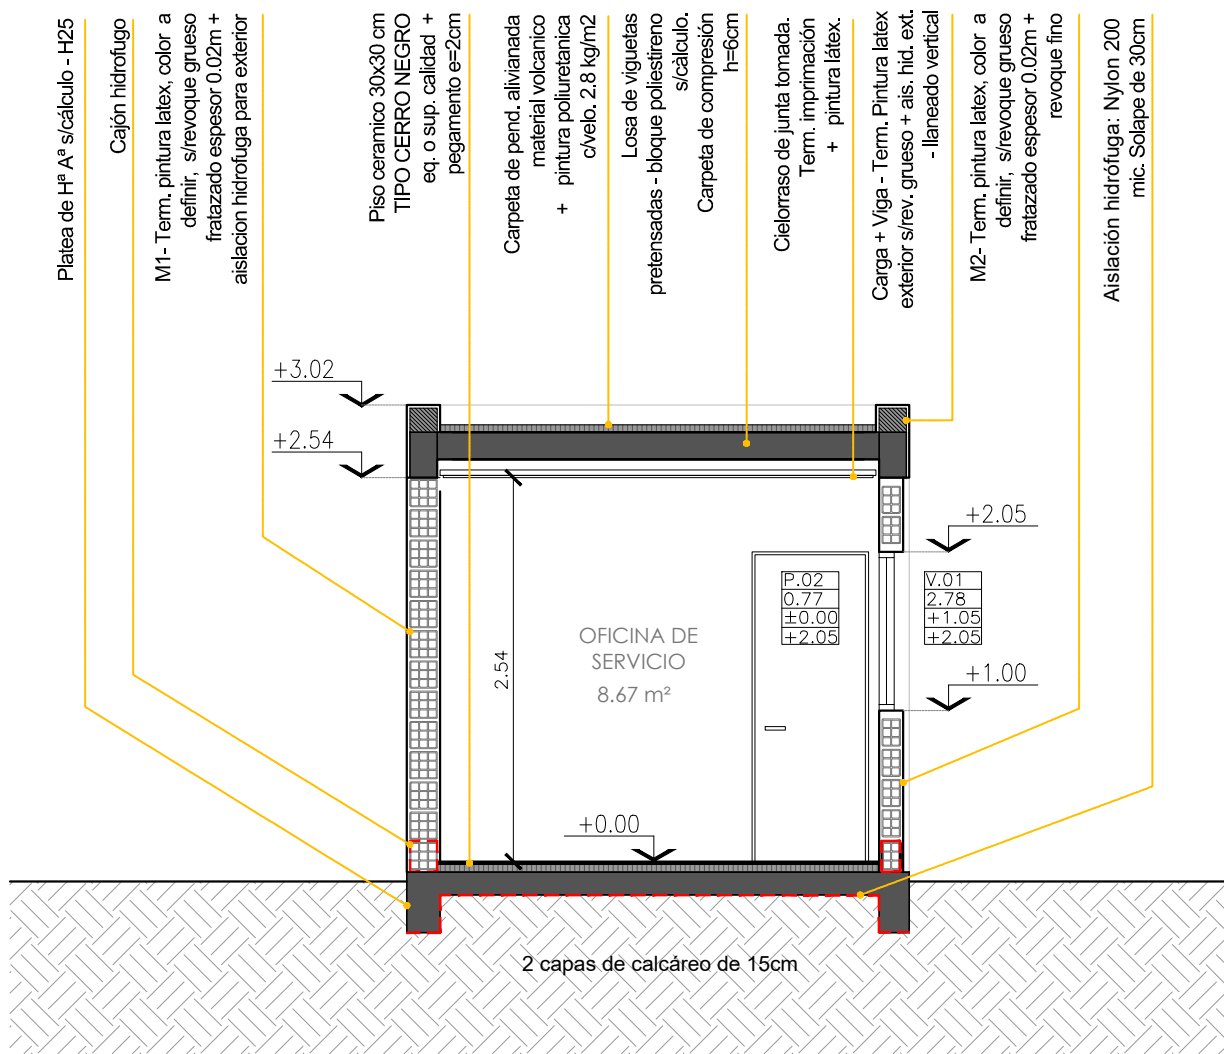 Platea de Hª Aª s/cálculo - H25
Cajón hidrofugo
M1- Term. pintura latex, color a
definir, s/revoque grueso
fratazado espesor 0.02m +
aislacion hidrofuga para exterior
Piso ceramico 30x30 cm
TIPO CERRO NEGRO
eq. o sup. calidad +
pegamento e=2cm
Carpeta de pend. alivianada
material volcanico
+ pintura poliuretanica
c/velo. 2.8 kg/m2
Losa de viguetas
pretensadas - bloque poliestireno
s/càlculo.
Carpeta de compresión
h=6cm
Cielorraso de junta tomada.
Term. imprimación
+ pintura látex.
Carga + Viga - Term. Pintura latex
exterior s/rev. grueso + ais. hid. ext.
- llaneado vertical
M2- Term. pintura latex, color a
definir, s/revoque grueso
fratazado espesor 0.02m +
revoque fino
Aislación hidrófuga: Nylon 200
mic. Solape de 30cm
+3.02
+2.54
+2.05
P.02
0.77
±0.00
+2.05
V.01
2.78
+1.05
+2.05
OFICINA DE
SERVICIO
8.67 m²
2.54
+1.00
+0.00
2 capas de calcáreo de 15cm